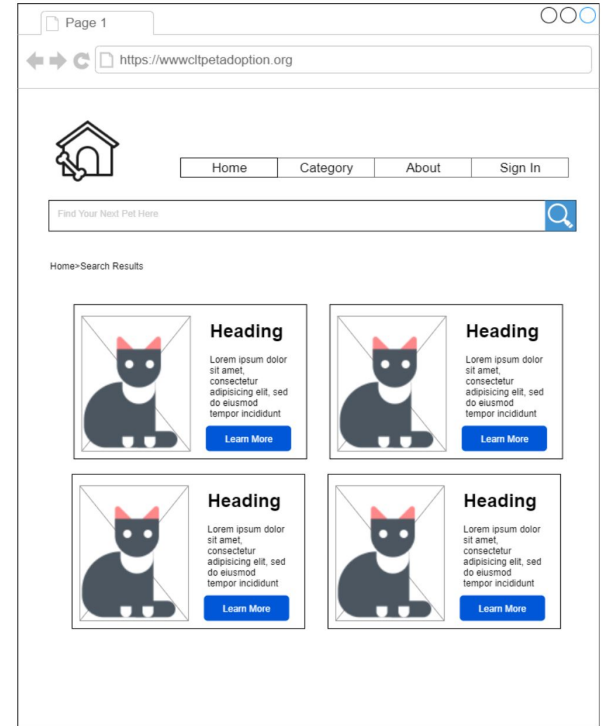 Page 1
https://wwwcltpetadoption.org
Home Category About Sign In
Find Your Next Pet Here
Home>Search Results
Heading
Lorem ipsum dolor
sit amet,
consectetur
adipisicing elit, sed
do eiusmod
tempor incididunt
Learn More
Heading
Lorem ipsum dolor
sit amet,
consectetur
adipisicing elit, sed
do eiusmod
tempor incididunt
Learn More
Heading
Lorem ipsum dolor
sit amet,
consectetur
adipisicing elit, sed
do eiusmod
tempor incididunt
Learn More
Heading
Lorem ipsum dolor
sit amet,
consectetur
adipisicing elit, sed
do eiusmod
tempor incididunt
Learn More